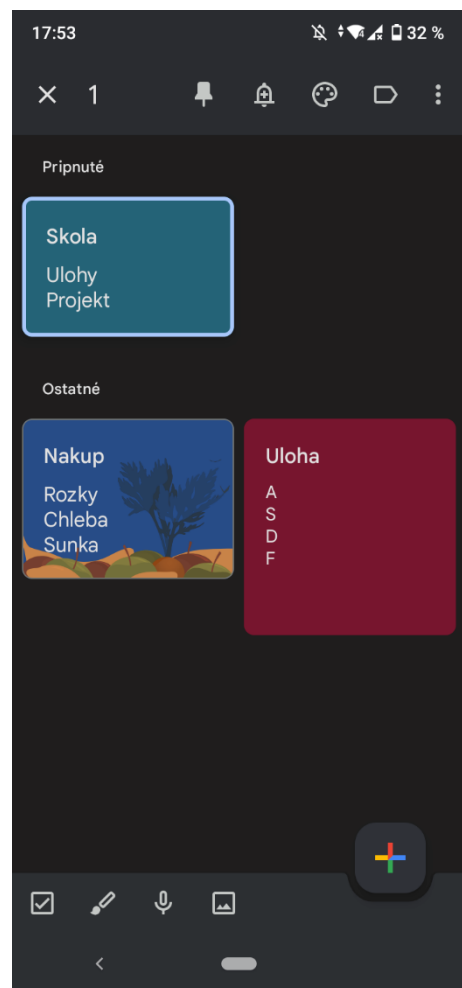 17:53
32 %
1
Pripnuté
Skola
Ulohy
Projekt
Ostatné
Nakup
Rozky
Chleba
Sunka
Uloha
A
S
D
F